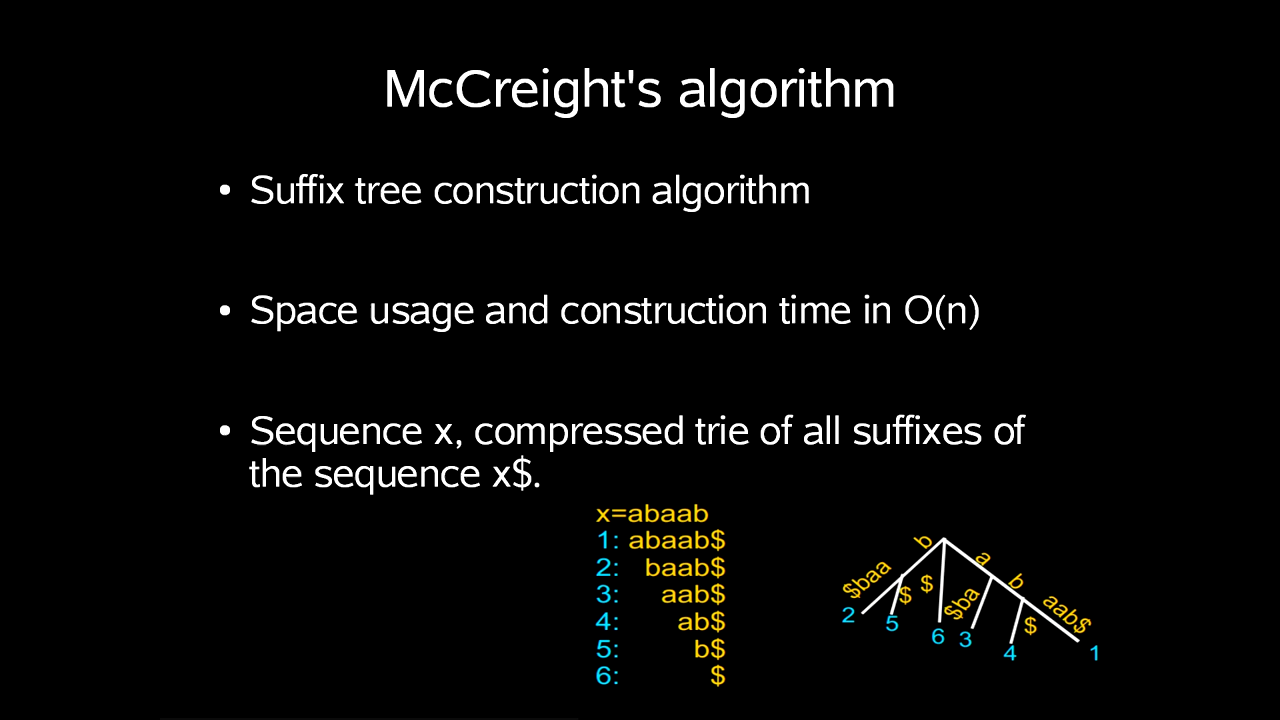 McCreight's algorithm
• Suffix tree construction algorithm
• Space usage and construction time in O(n)
• Sequence x, compressed trie of all suffixes of
the sequence x$.
x=abaab
1: abaab$
2: baab$
3: aab$
4: ab$
5: b$
6: $
b
a
$baa
$
$
$ba
b
aab$
$
2
5
6
3
4
1